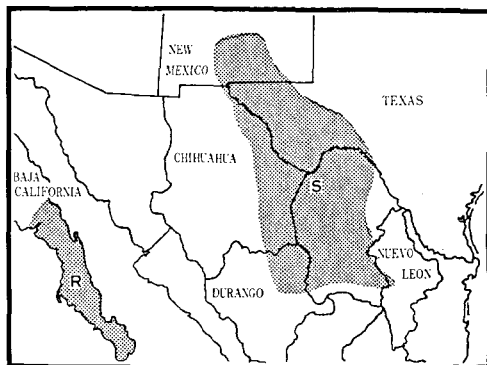 NEW
MEXICO
TEXAS
CHIHUAHUA
BAJA
CALIFORNIA
S
NUEVO
LEON
R
DURANGO